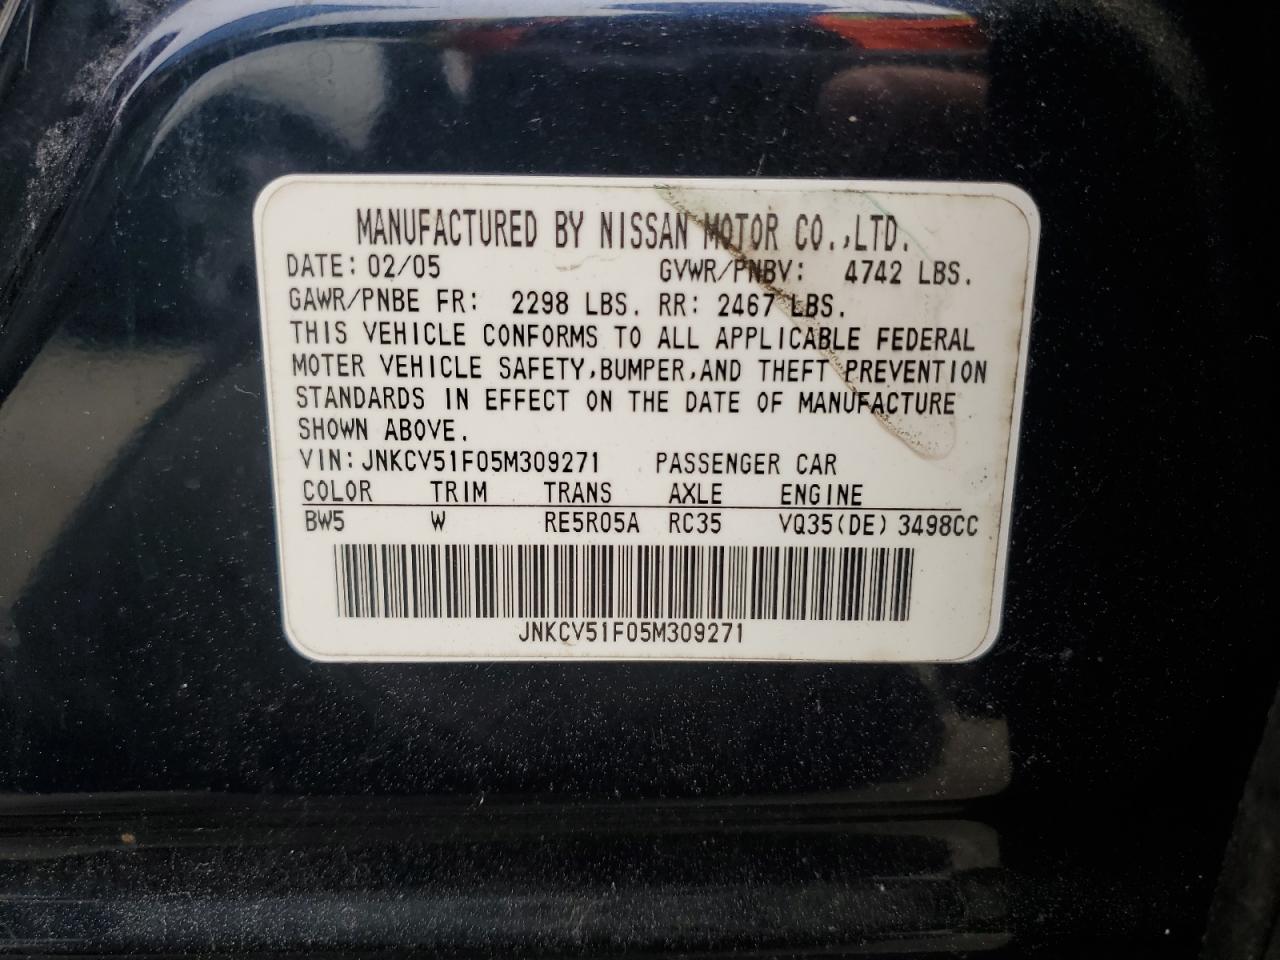 MANUFACTURED BY NISSAN MOTOR CO.,LTD.
DATE: 02/05 GVWR/PNBV: 4742 LBS.
GAWR/PNBE FR: 2298 LBS. RR: 2467 LBS.
THIS VEHICLE CONFORMS TO ALL APPLICABLE FEDERAL
MOTER VEHICLE SAFETY,BUMPER,AND THEFT PREVENTION
STANDARDS IN EFFECT ON THE DATE OF MANUFACTURE
SHOWN ABOVE.
VIN:JNKCV51F05M309271 PASSENGER CAR
COLOR TRIM TRANS AXLE ENGINE
BW5 W RE5R05A RC35 VQ35(DE) 3498CC
JNKCV51F05M309271